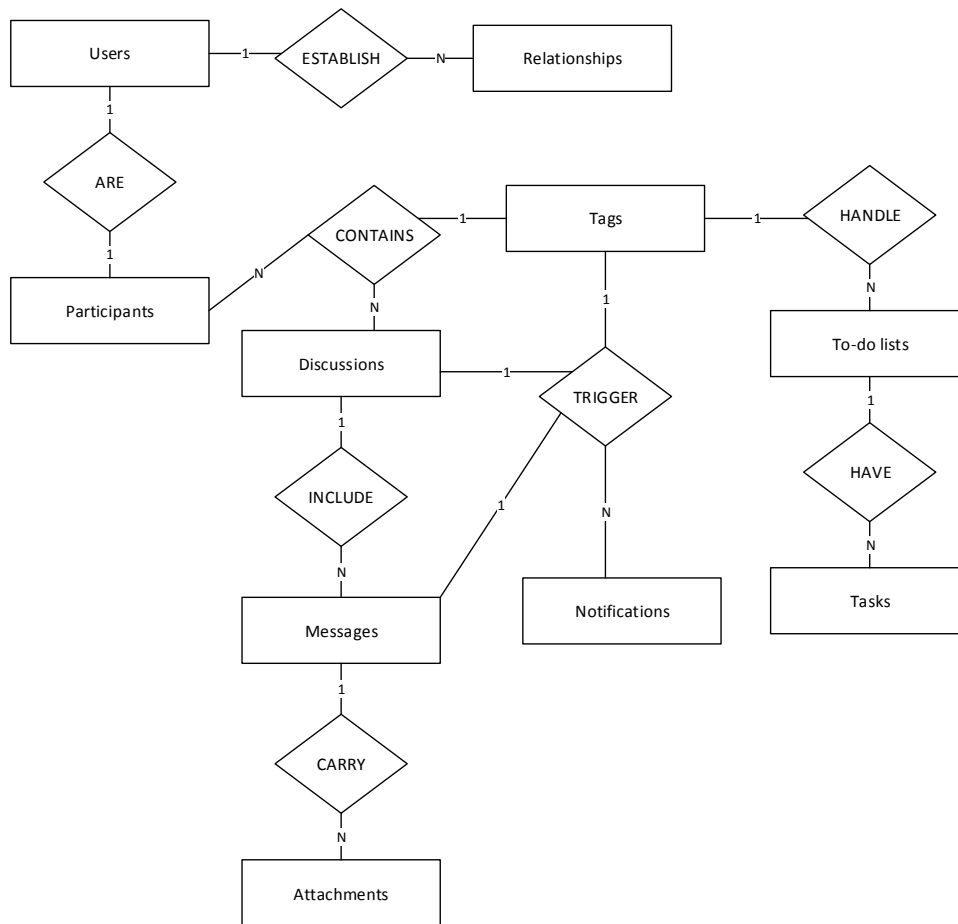 Users
1
ESTABLISH
N
Relationships
1
ARE
1
Participants
N
CONTAINS
1
Tags
1
HANDLE
N
To-do lists
N
Discussions
1
1
TRIGGER
1
HAVE
N
Tasks
1
INCLUDE
N
Messages
1
N
Notifications
1
CARRY
N
Attachments